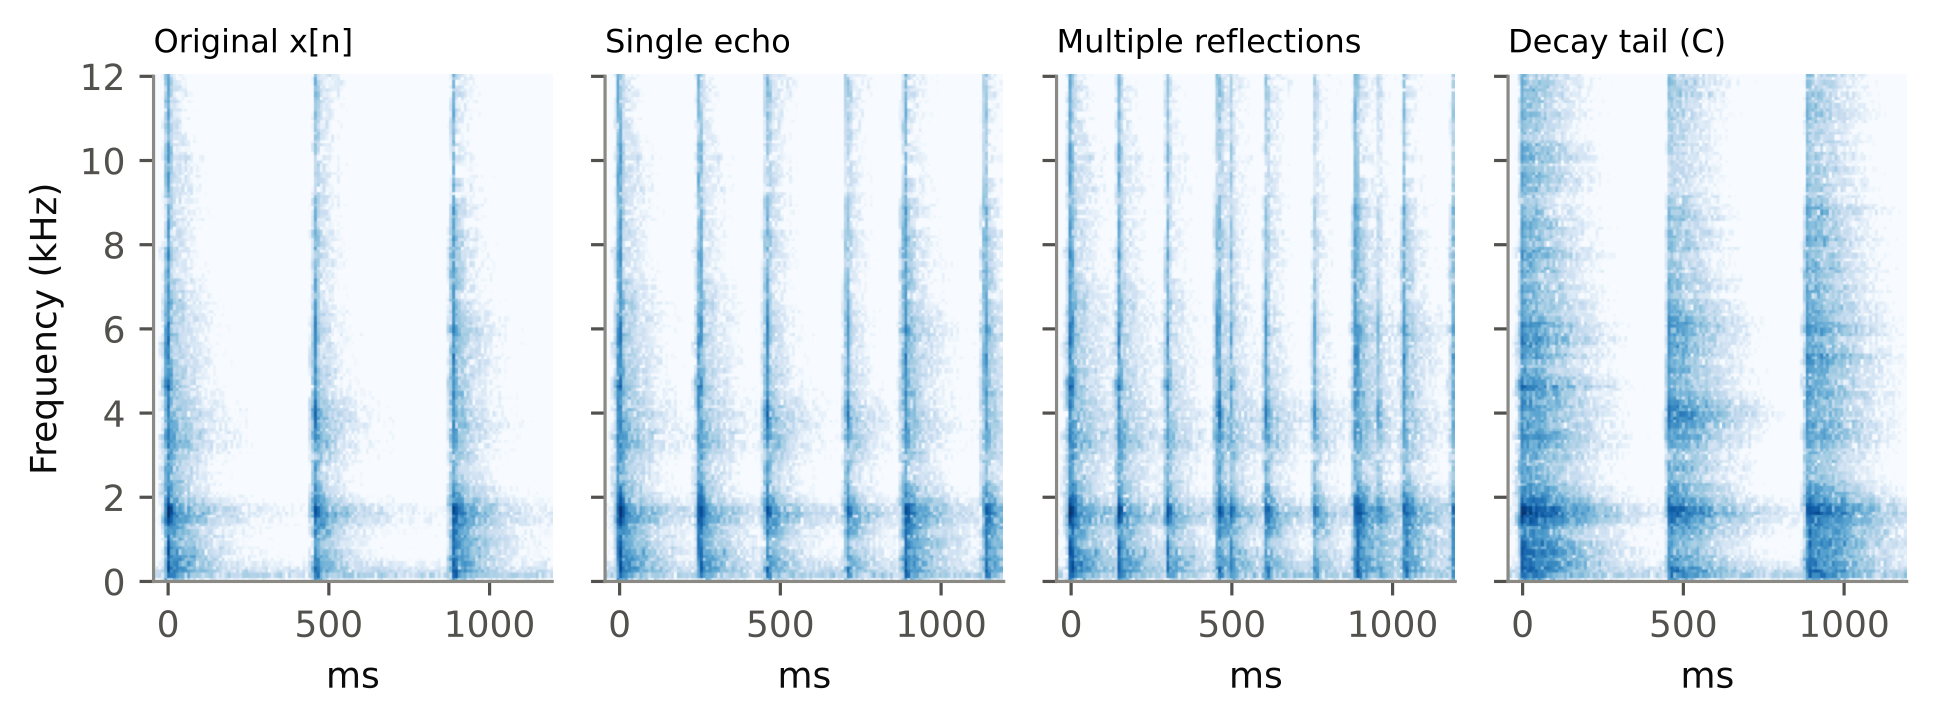 Original x[n] Single echo Multiple reflections Decay tail (C)
Frequency (kHz)
12
10
8
6
4
2
0
0 500 1000 0 500 1000 0 500 1000 0 500 1000
ms ms ms ms